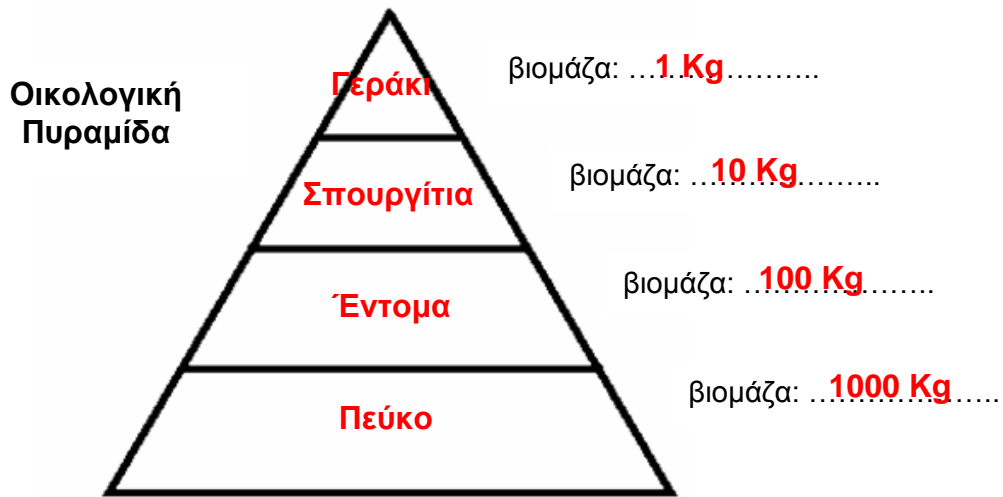 Οικολογική
Πυραμίδα
Γεράκι
βιομάζα: …1 Kg………..
Σπουργίτια
βιομάζα: …10 Kg………..
Έντομα
βιομάζα: …100 Kg………..
Πεύκο
βιομάζα: …1000 Kg………..